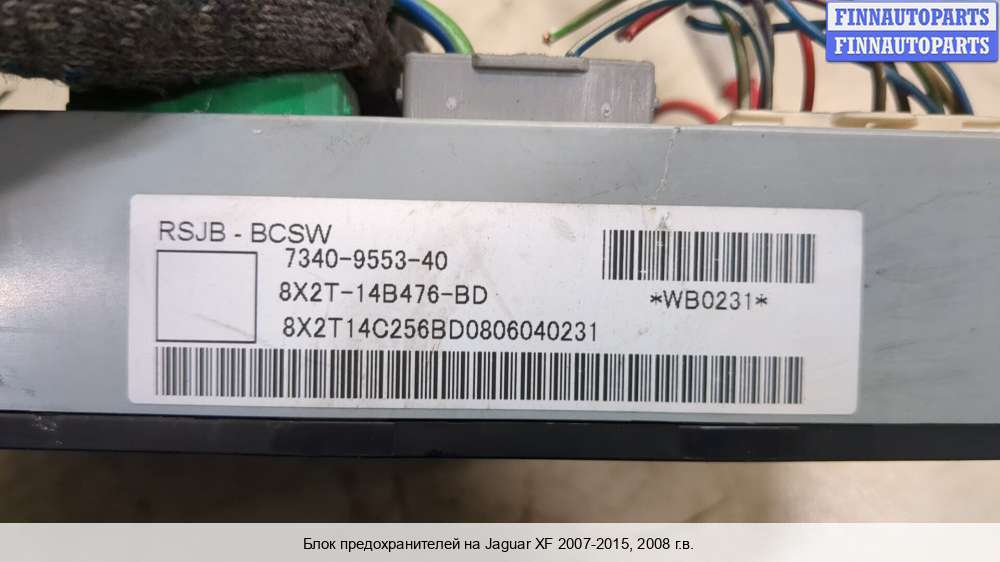 FINNAUTOPARTS
FINNAUTOPARTS
RSJB - BCSW
7340-9553-40
8X2T-14B476-BD
*WB0231*
8X2T14C256BD0806040231
Блок предохранителей на Jaguar XF 2007-2015, 2008 г.в.